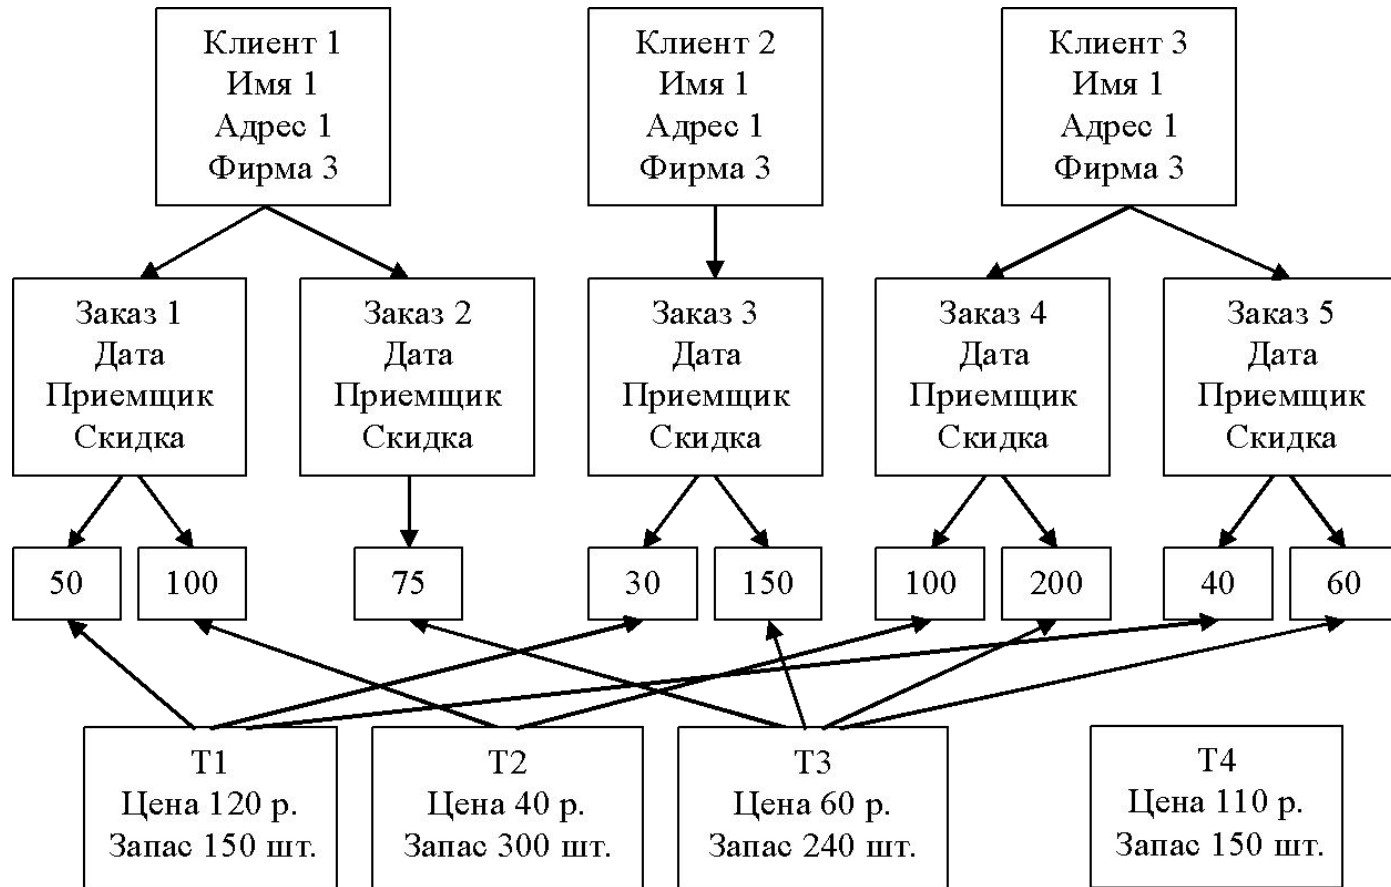 Клиент 1
Имя 1
Адрес 1
Фирма 3
Клиент 2
Имя 1
Адрес 1
Фирма 3
Клиент 3
Имя 1
Адрес 1
Фирма 3
Заказ 1
Дата
Приемщик
Скидка
Заказ 2
Дата
Приемщик
Скидка
Заказ 3
Дата
Приемщик
Скидка
Заказ 4
Дата
Приемщик
Скидка
Заказ 5
Дата
Приемщик
Скидка
50
100
75
30
150
100
200
40
60
Т1
Цена 120 р.
Запас 150 шт.
Т2
Цена 40 р.
Запас 300 шт.
Т3
Цена 60 р.
Запас 240 шт.
Т4
Цена 110 р.
Запас 150 шт.